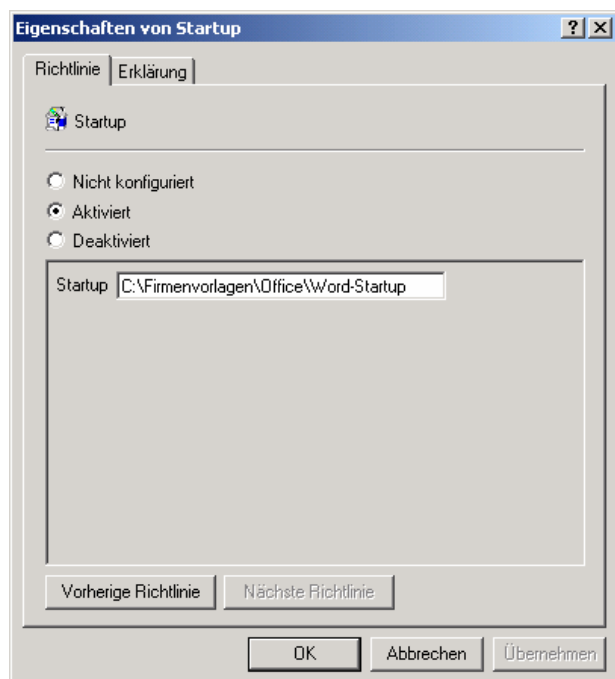 Eigenschaften von Startup
Richtlinie Erklärung
Startup
Nicht konfiguriert
Aktiviert
Deaktiviert
Startup C:\Firmenvorlagen\Office\Word-Startup
Vorherige Richtlinie Nächste Richtlinie
OK Abbrechen Übernehmen